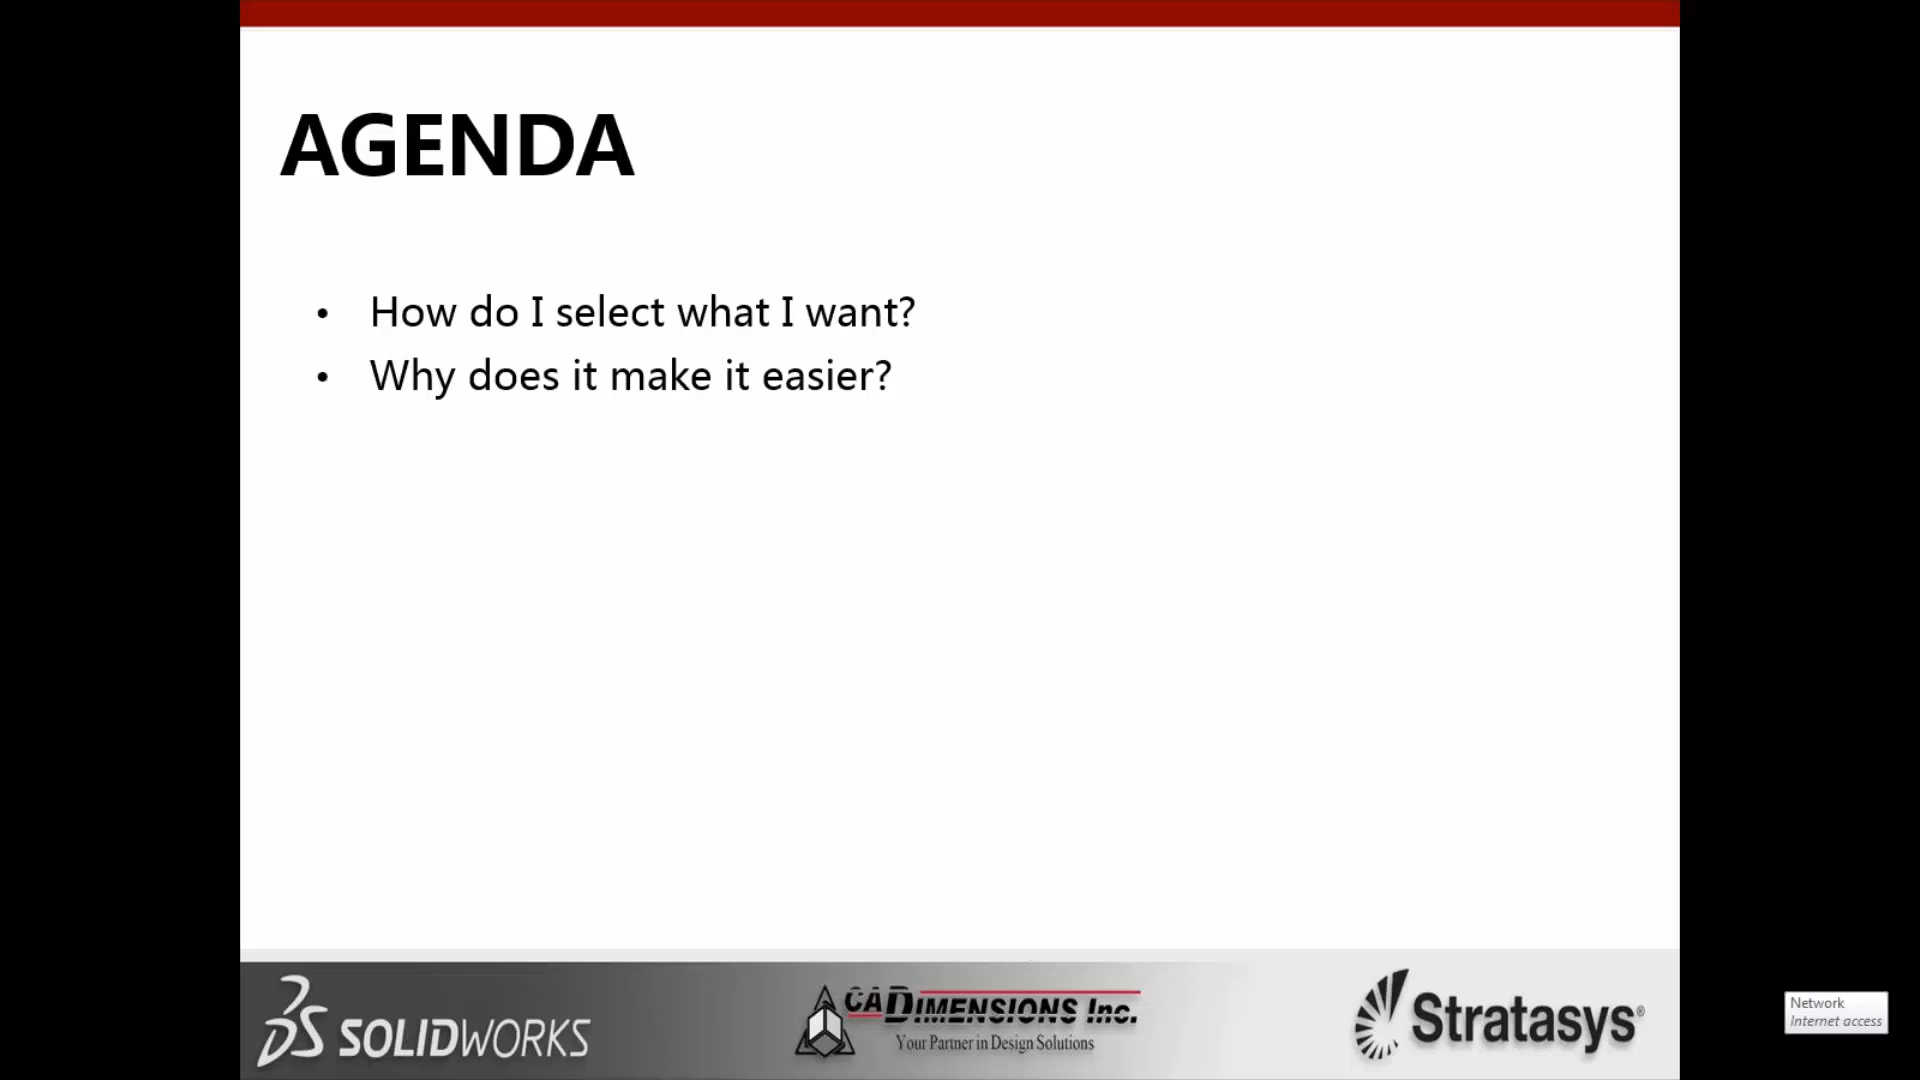 AGENDA
• How do I select what I want?
• Why does it make it easier?
SOLIDWORKS
CADIMENSIONS Inc.
Your Partner in Design Solutions
Stratasys®
Network
Internet access